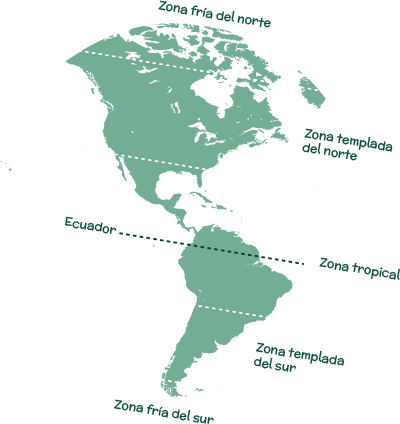 Zona fría del norte
Zona templada
del norte
Ecuador
Zona tropical
Zona templada
del sur
Zona fría del sur